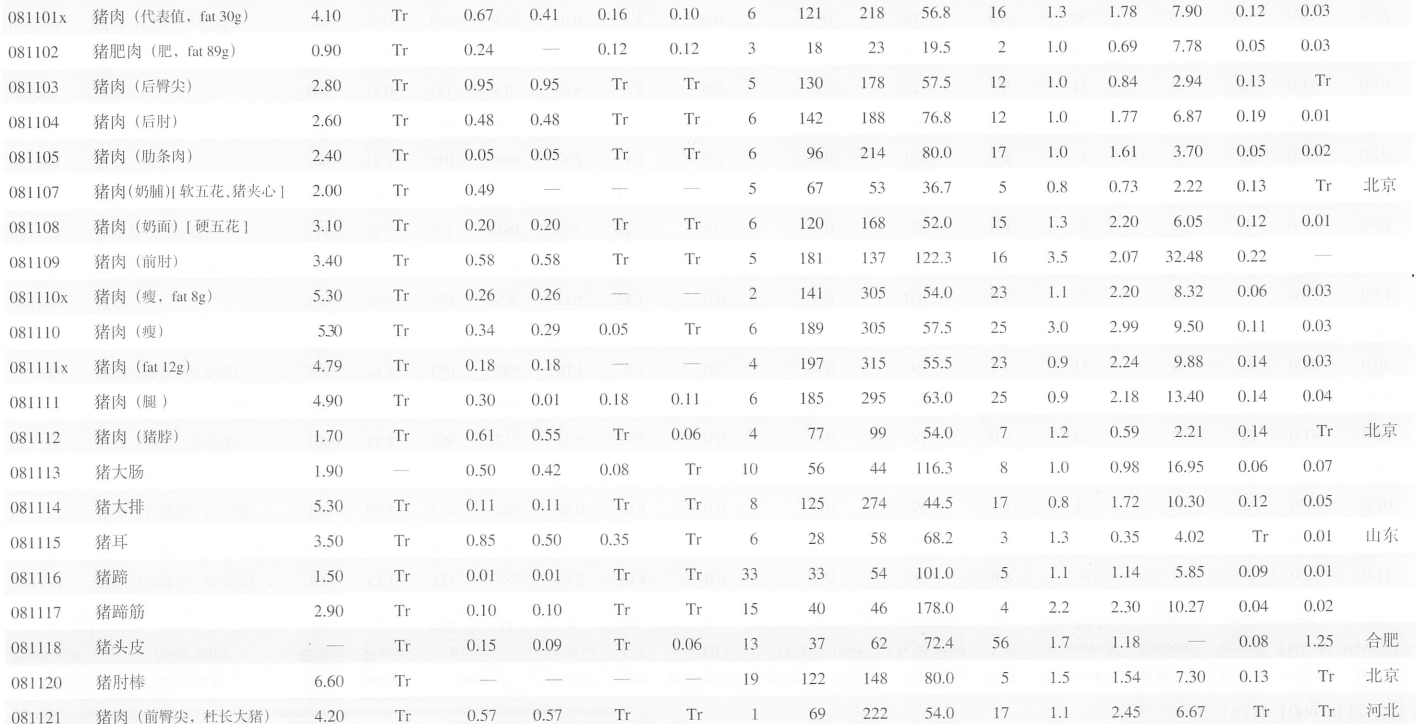 081101x 猪肉（代表值，fat 30g） 4.10 Tr 0.67 0.41 0.16 0.10 6 121 218 56.8 16 1.3 1.78 7.90 0.12 0.03
081102 猪肥肉（肥，fat 89g） 0.90 Tr 0.24 — 0.12 0.12 3 18 23 19.5 2 1.0 0.69 7.78 0.05 0.03
081103 猪肉（后臀尖） 2.80 Tr 0.95 0.95 Tr Tr 5 130 178 57.5 12 1.0 0.84 2.94 0.13 Tr
081104 猪肉（后肘） 2.60 Tr 0.48 0.48 Tr Tr 6 142 188 76.8 12 1.0 1.77 6.87 0.19 0.01
081105 猪肉（肋条肉） 2.40 Tr 0.05 0.05 Tr Tr 6 96 214 80.0 17 1.0 1.61 3.70 0.05 0.02
081107 猪肉(奶脯)[软五花、猪夹心] 2.00 Tr 0.49 — — — 5 67 53 36.7 5 0.8 0.73 2.22 0.13 Tr 北京
081108 猪肉（奶面）[硬五花] 3.10 Tr 0.20 0.20 Tr Tr 6 120 168 52.0 15 1.3 2.20 6.05 0.12 0.01
081109 猪肉（前肘） 3.40 Tr 0.58 0.58 Tr Tr 5 181 137 122.3 16 3.5 2.07 32.48 0.22 —
081110x 猪肉（瘦，fat 8g） 5.30 Tr 0.26 0.26 — — 2 141 305 54.0 23 1.1 2.20 8.32 0.06 0.03
081110 猪肉（瘦） 5.30 Tr 0.34 0.29 0.05 Tr 6 189 305 57.5 25 3.0 2.99 9.50 0.11 0.03
081111x 猪肉（fat 12g） 4.79 Tr 0.18 0.18 — — 4 197 315 55.5 23 0.9 2.24 9.88 0.14 0.03
081111 猪肉（腿 ） 4.90 Tr 0.30 0.01 0.18 0.11 6 185 295 63.0 25 0.9 2.18 13.40 0.14 0.04
081112 猪肉（猪脖） 1.70 Tr 0.61 0.55 Tr 0.06 4 77 99 54.0 7 1.2 0.59 2.21 0.14 Tr 北京
081113 猪大肠 1.90 — 0.50 0.42 0.08 Tr 10 56 44 116.3 8 1.0 0.98 16.95 0.06 0.07
081114 猪大排 5.30 Tr 0.11 0.11 Tr Tr 8 125 274 44.5 17 0.8 1.72 10.30 0.12 0.05
081115 猪耳 3.50 Tr 0.85 0.50 0.35 Tr 6 28 58 68.2 3 1.3 0.35 4.02 Tr 0.01 山东
081116 猪蹄 1.50 Tr 0.01 0.01 Tr Tr 33 33 54 101.0 5 1.1 1.14 5.85 0.09 0.01
081117 猪蹄筋 2.90 Tr 0.10 0.10 Tr Tr 15 40 46 178.0 4 2.2 2.30 10.27 0.04 0.02
081118 猪头皮 — Tr 0.15 0.09 Tr 0.06 13 37 62 72.4 56 1.7 1.18 — 0.08 1.25 合肥
081120 猪肘棒 6.60 Tr — — — — 19 122 148 80.0 5 1.5 1.54 7.30 0.13 Tr 北京
081121 猪肉（前臀尖，杜长大猪） 4.20 Tr 0.57 0.57 Tr Tr 1 69 222 54.0 17 1.1 2.45 6.67 Tr Tr 河北